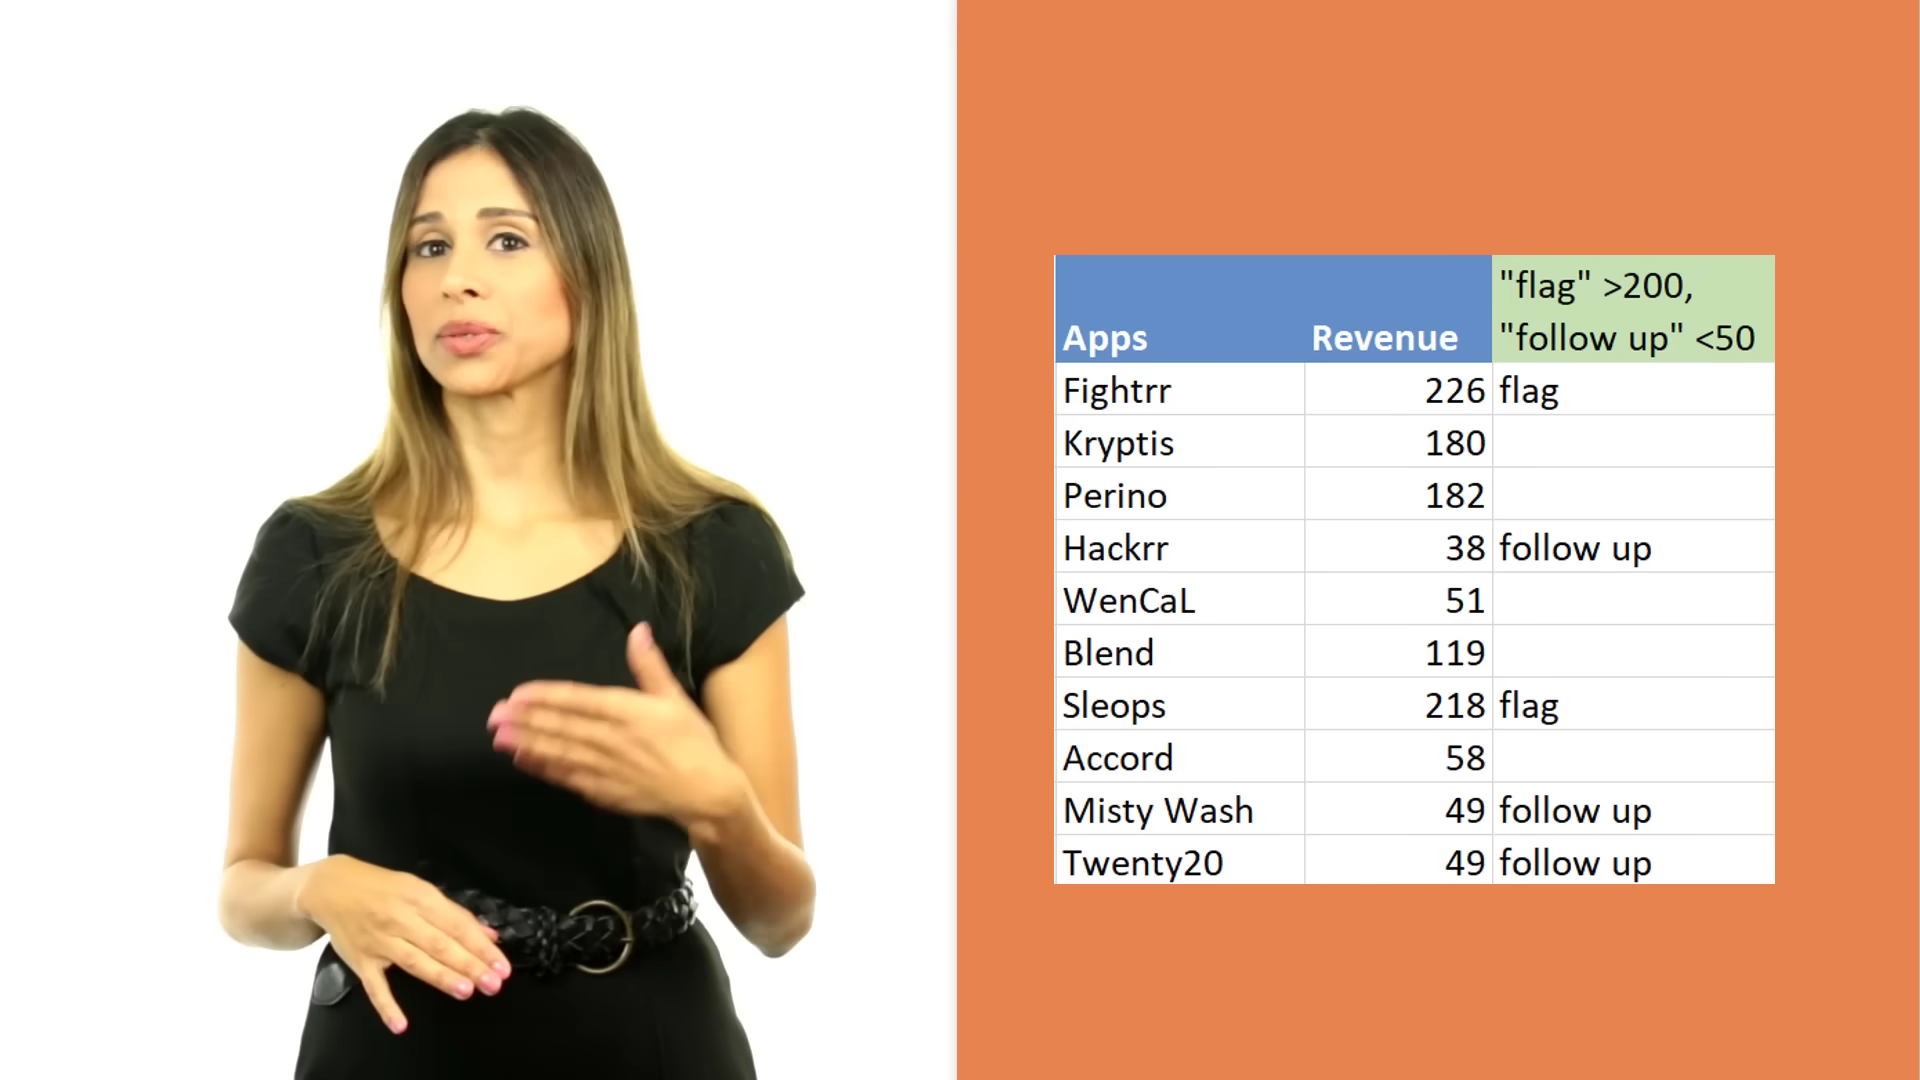 "flag" >200,
Apps Revenue "follow up" <50
Fightrr 226 flag
Kryptis 180
Perino 182
Hackrr 38 follow up
WenCaL 51
Blend 119
Sleops 218 flag
Accord 58
Misty Wash 49 follow up
Twenty20 49 follow up